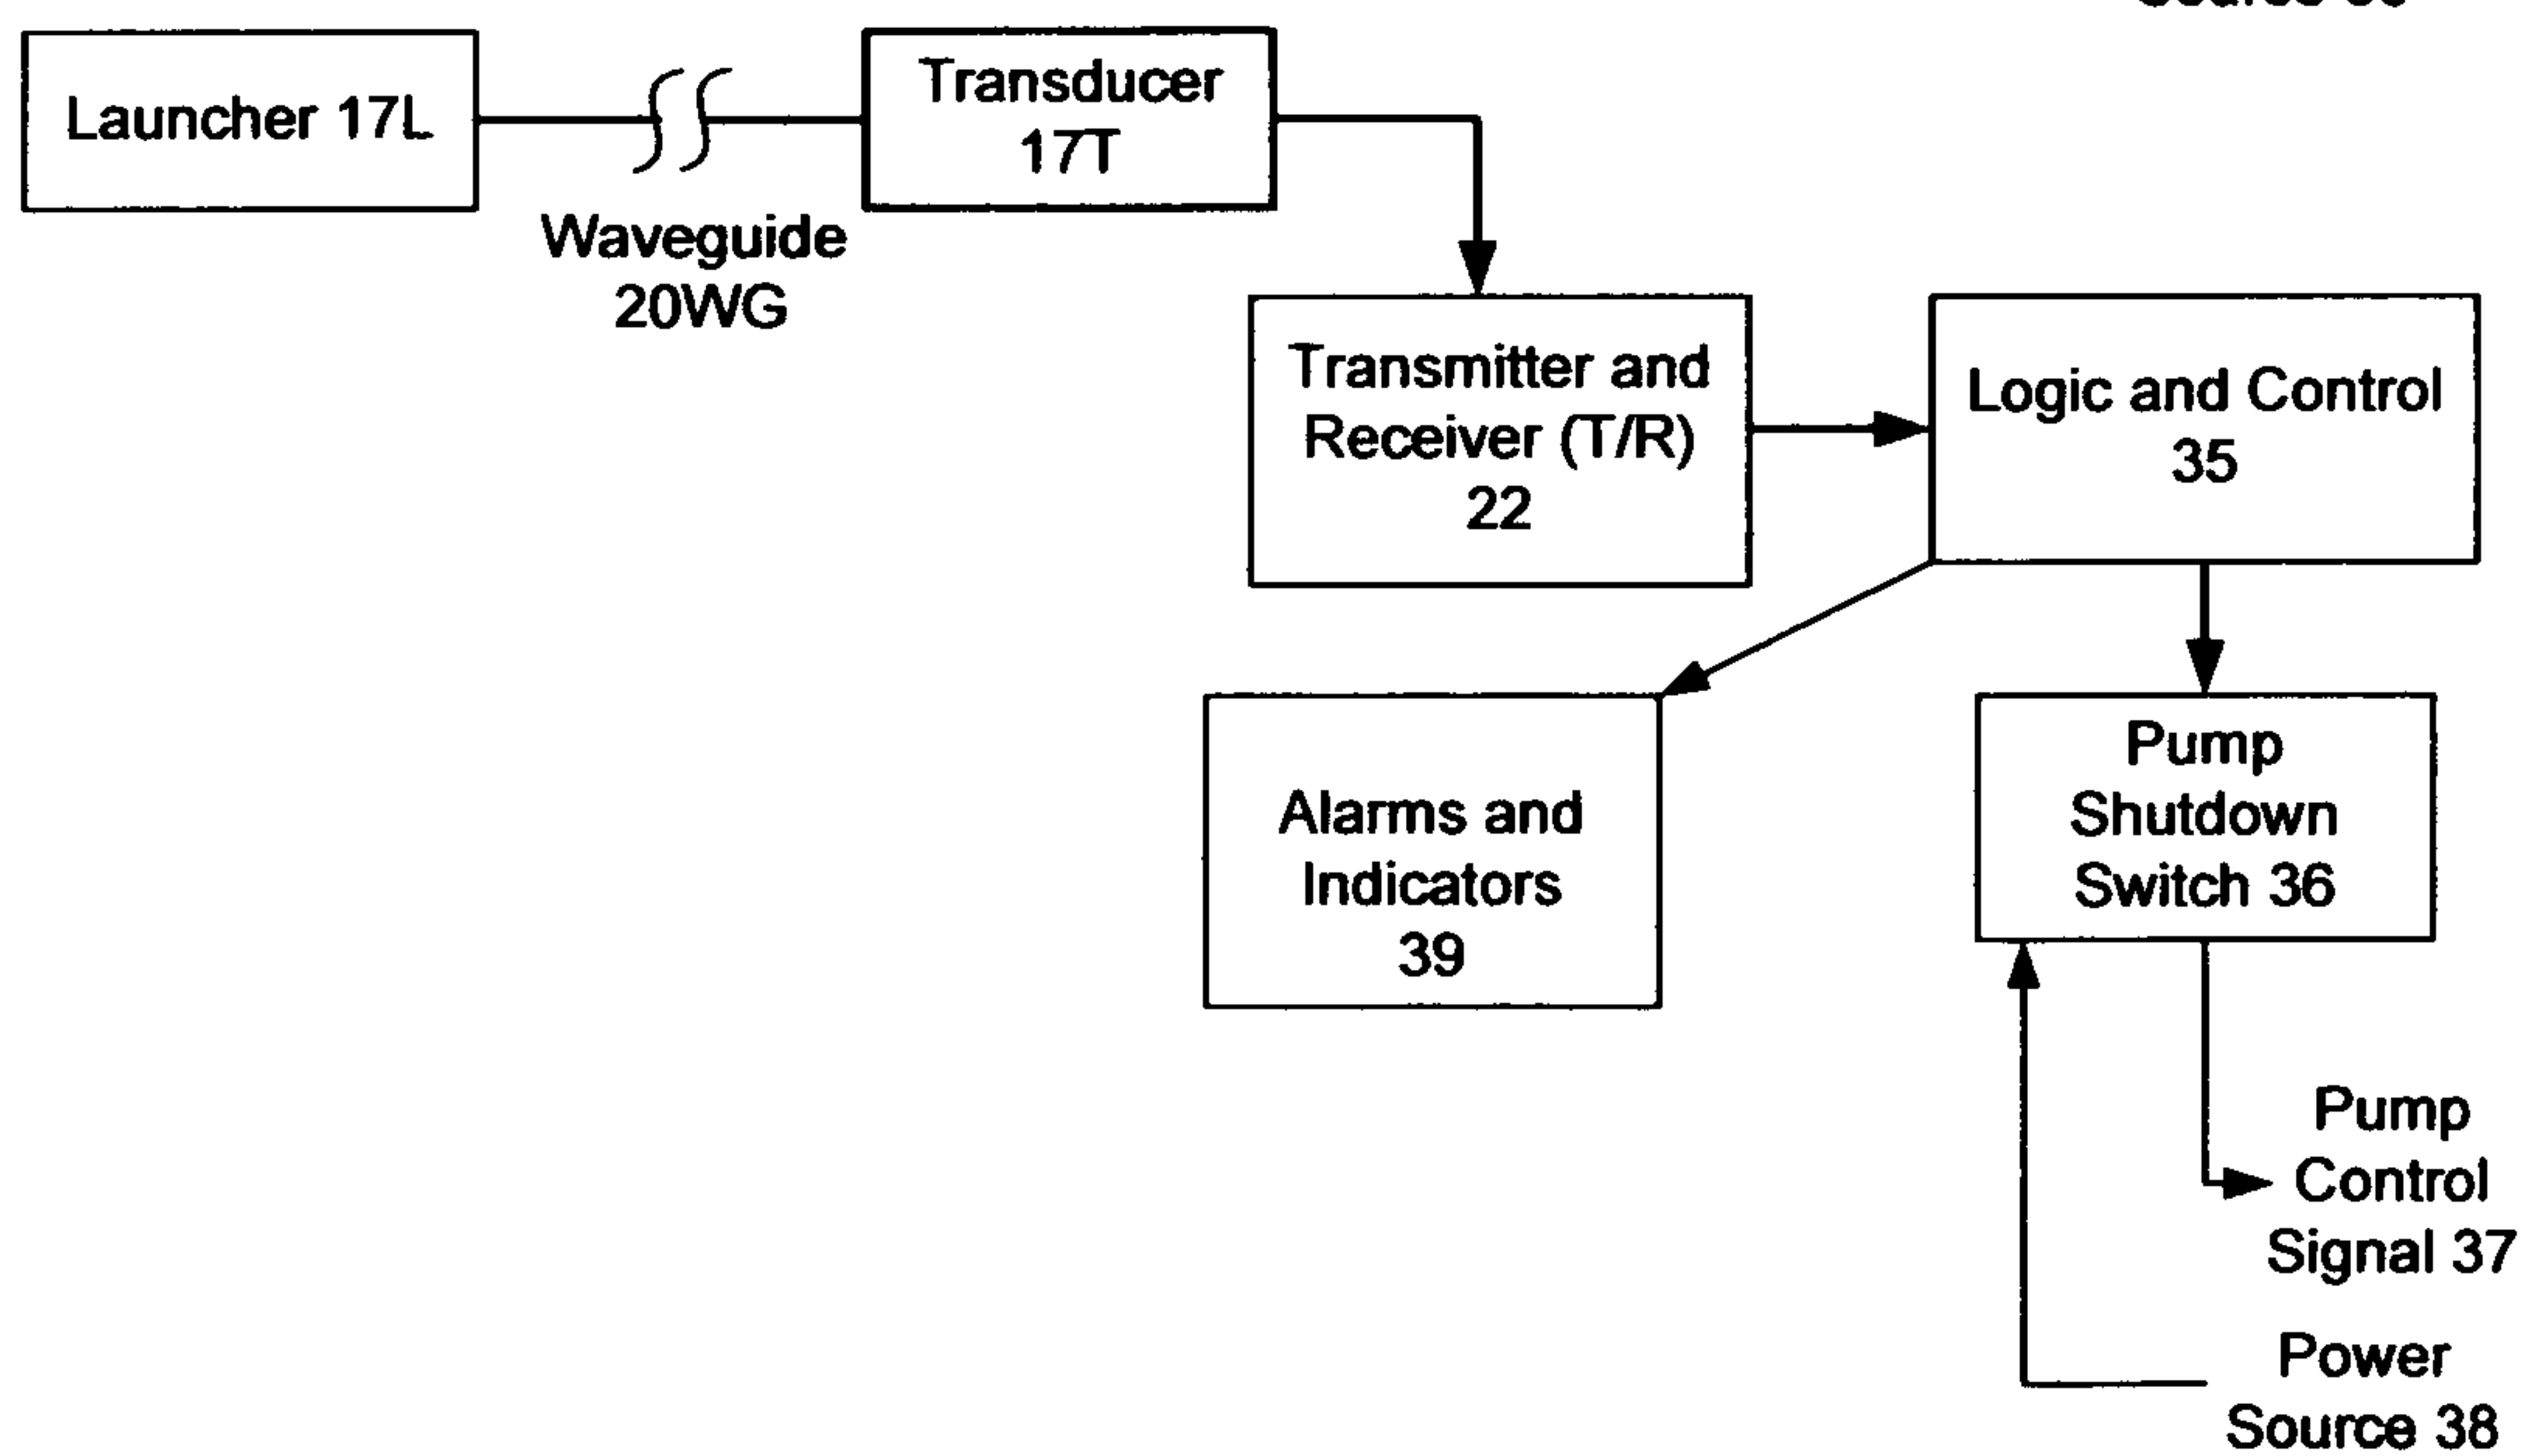 Launcher 17L
Transducer
17T
Waveguide
20WG
Transmitter and
Receiver (T/R)
22
Logic and Control
35
Alarms and
Indicators
39
Pump
Shutdown
Switch 36
Pump
Control
Signal 37
Power
Source 38